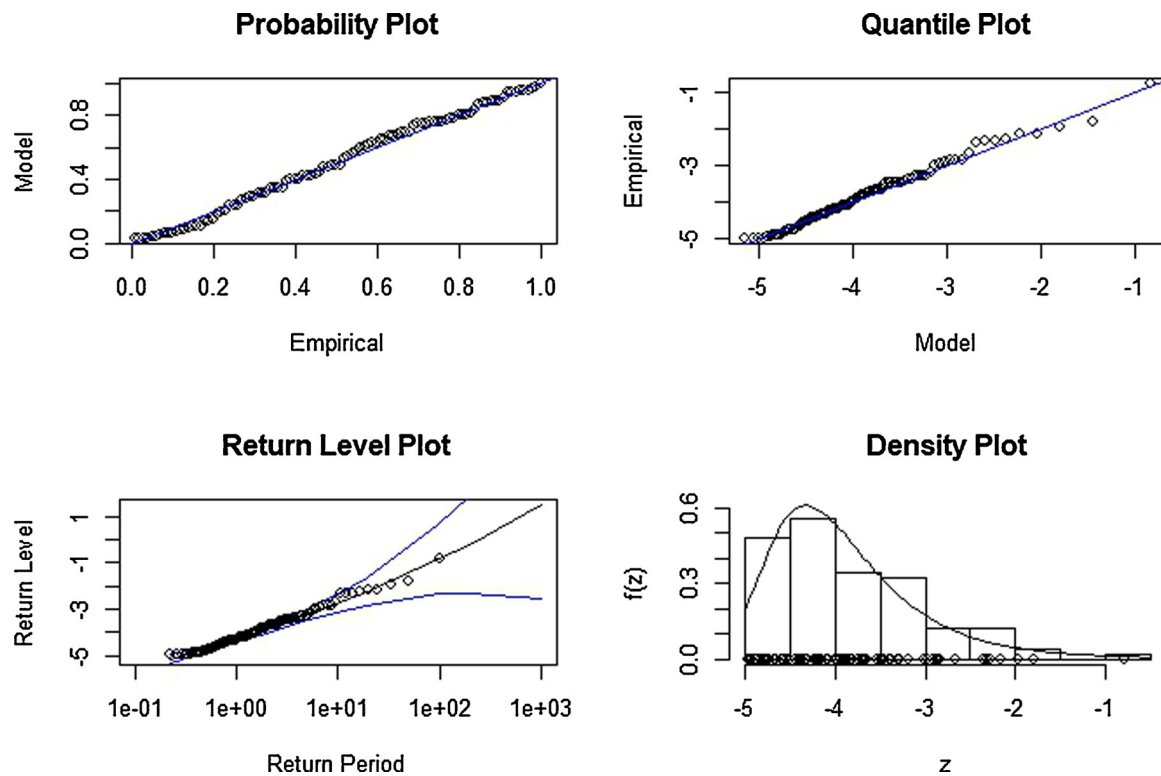 Probability Plot
Model
0.0 0.4 0.8
0.0 0.2 0.4 0.6 0.8 1.0
Empirical
Quantile Plot
Empirical
-5 -3 -1
-5 -4 -3 -2 -1
Model
Return Level Plot
Return Level
-5 -3 -1 1
1e-01 1e+00 1e+01 1e+02 1e+03
Return Period
Density Plot
f(z)
0.0 0.3 0.6
-5 -4 -3 -2 -1
z